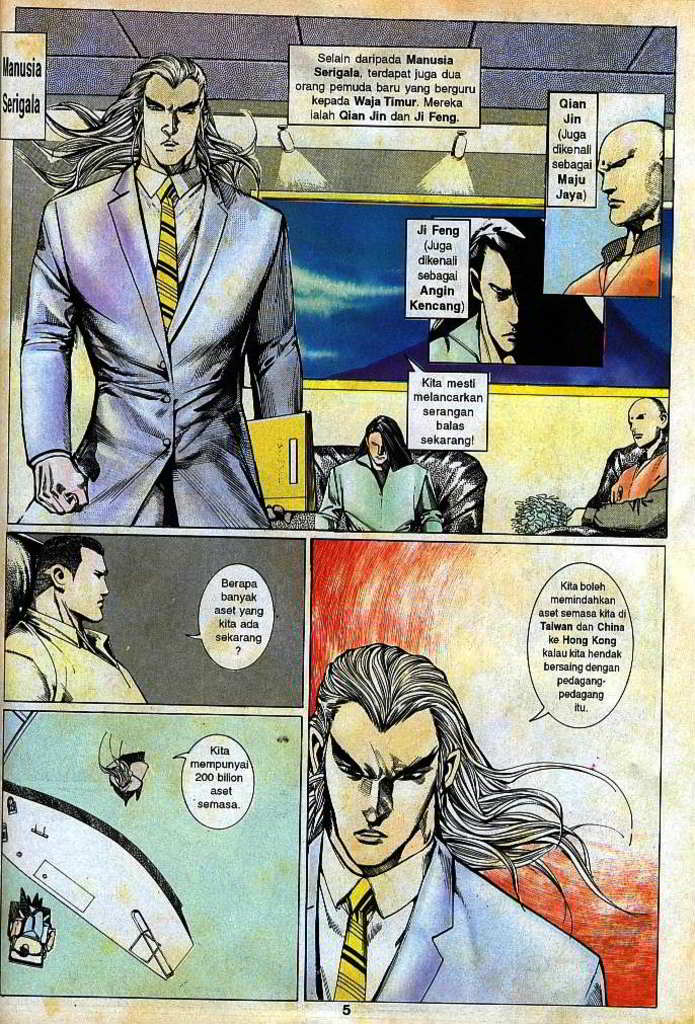 Manusia
Serigala
Selain daripada Manusia
Serigala, terdapat juga dua
orang pemuda baru yang berguru
kepada Waja Timur. Mereka
ialah Qian Jin dan Ji Feng.
Qian
Jin
(Juga
dikenali
sebagai
Maju
Jaya)
Ji Feng
(Juga
dikenali
sebagai
Angin
Kencang)
Kita mesti
melancarkan
serangan
balas
sekarang!
Berapa
banyak
aset yang
kita ada
sekarang
?
Kita boleh
memindahkan
aset semasa kita di
Taiwan dan China
ke Hong Kong
kalau kita hendak
bersaing dengan
pedagang-
pedagang
itu.
Kita
mempunyai
200 bilion
aset
semasa.
5